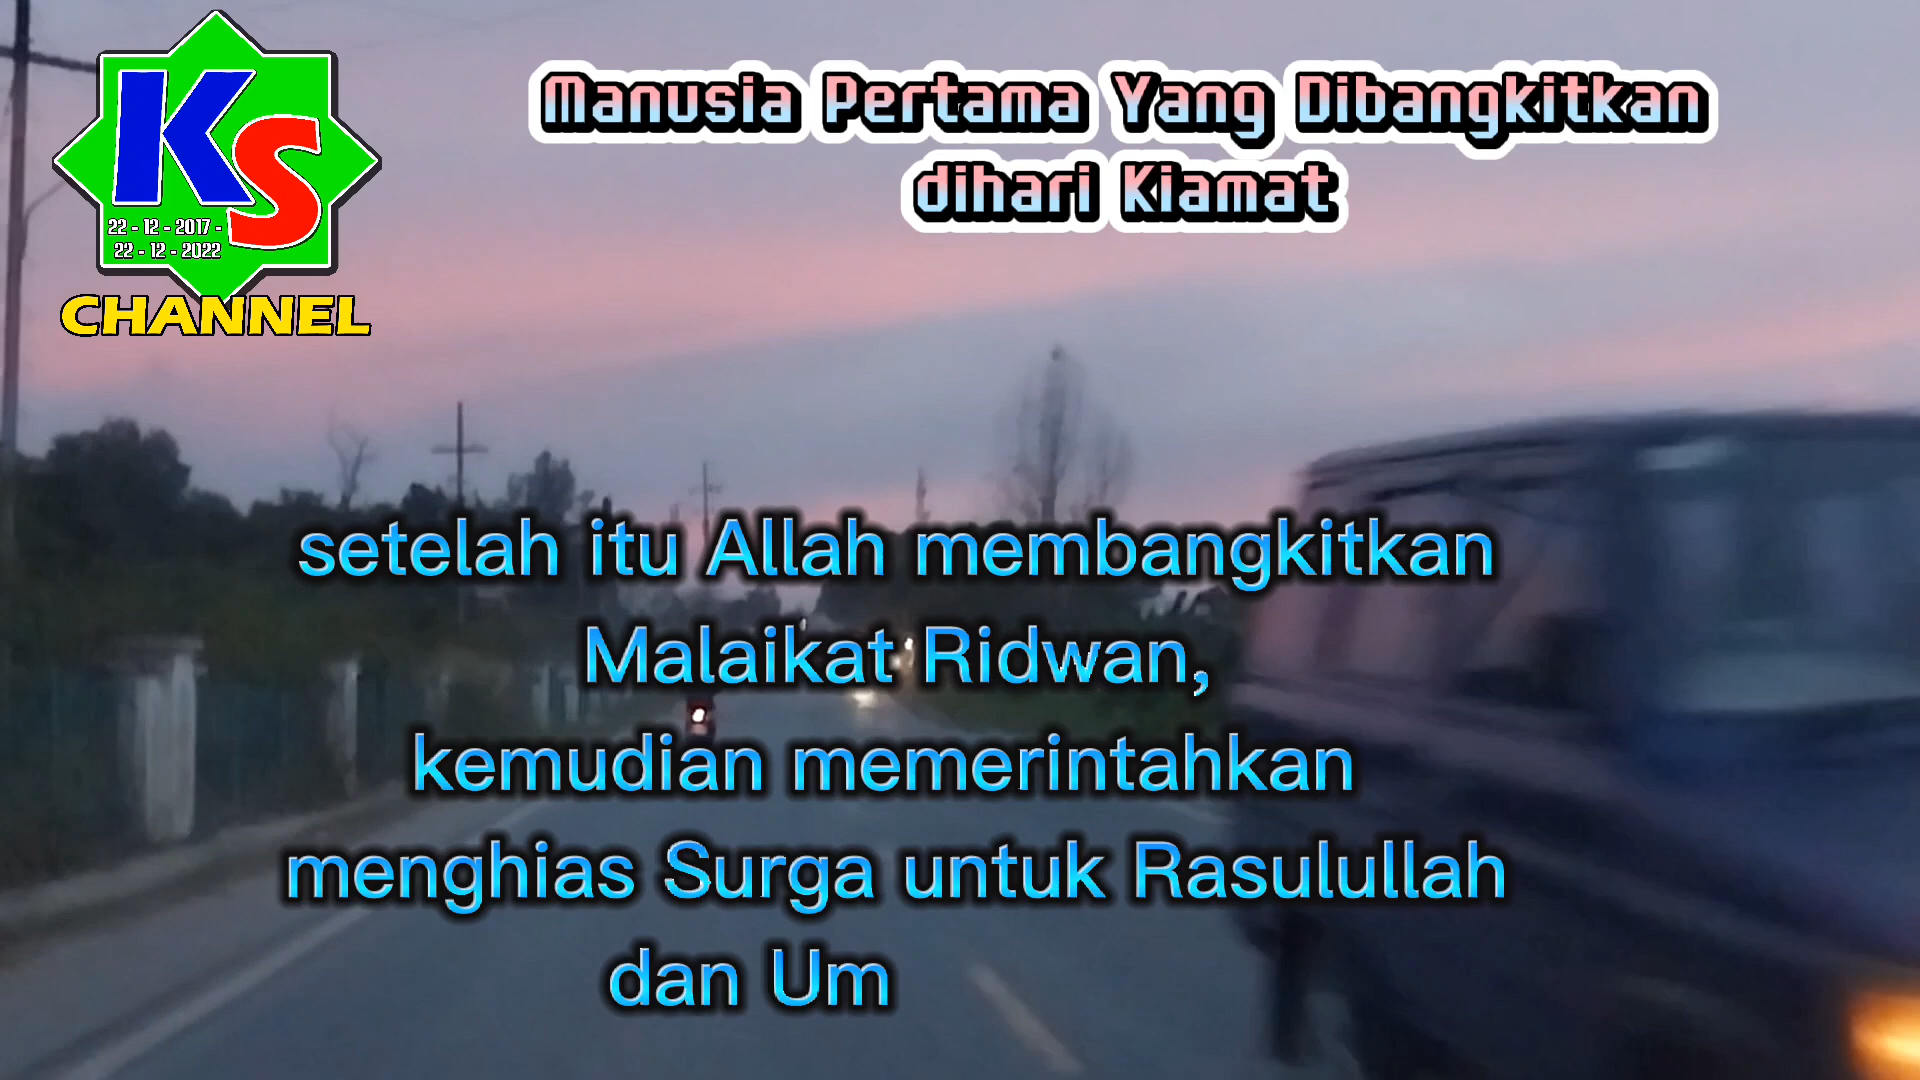 KS
22 - 12 - 2017 -
22 - 12 - 2022
CHANNEL
Manusia Pertama Yang Dibangkitkan
dihari Kiamat
setelah itu Allah membangkitkan
Malaikat Ridwan,
kemudian memerintahkan
menghias Surga untuk Rasulullah
dan Um